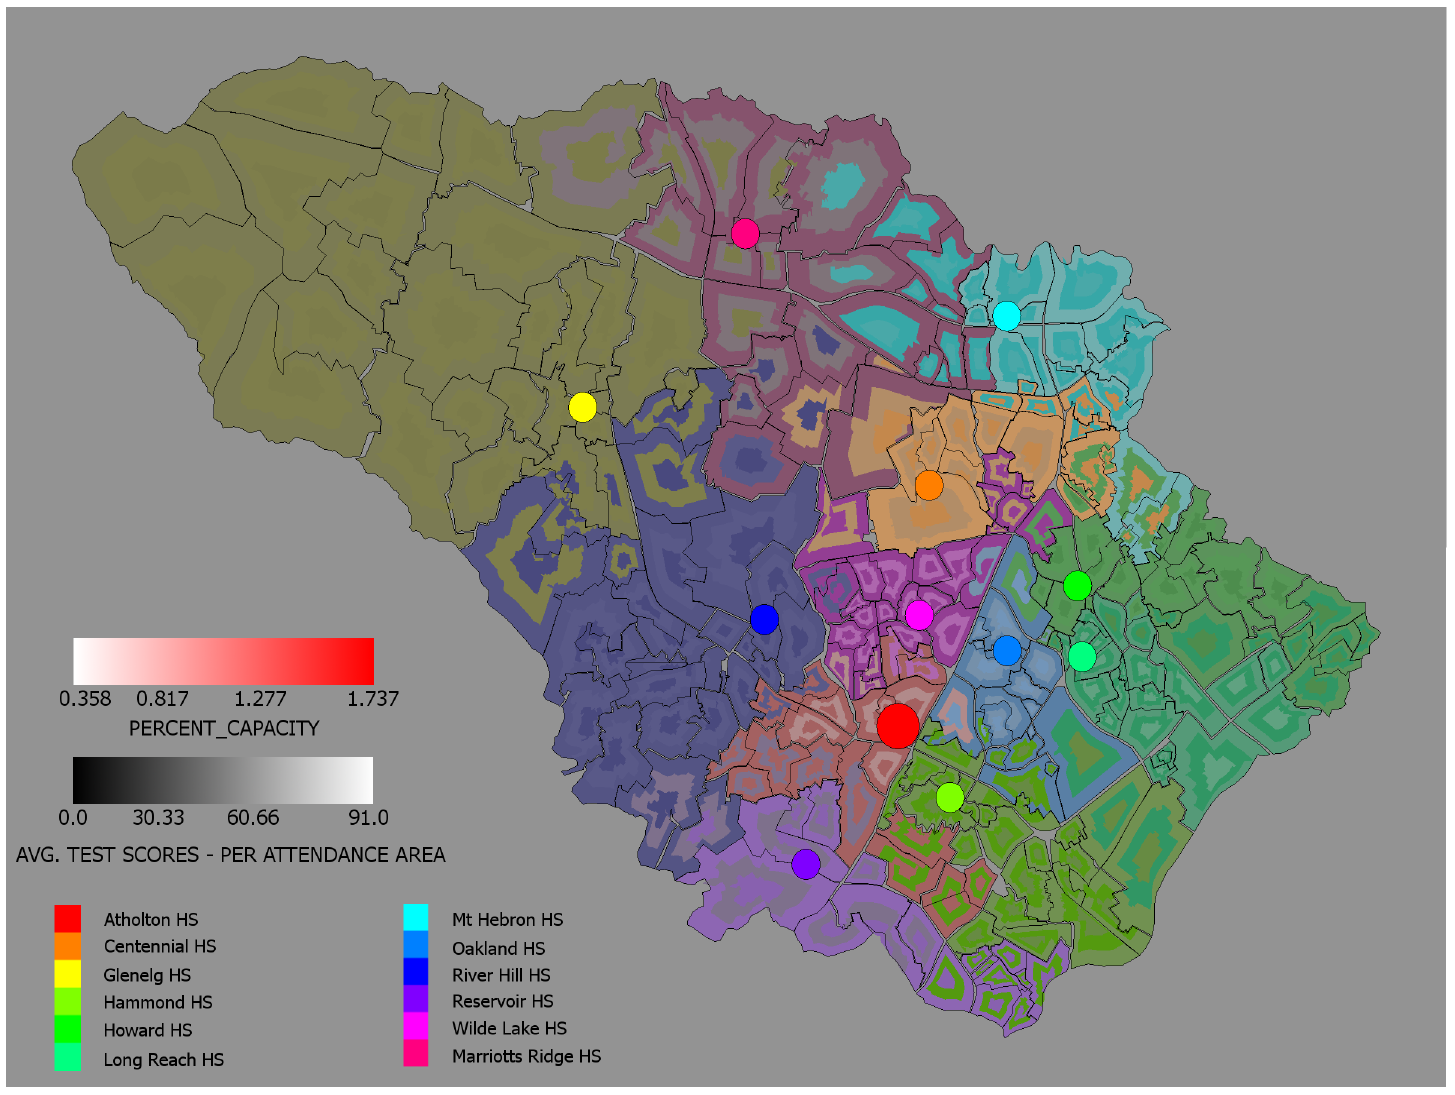 0.358 0.817 1.277 1.737
PERCENT_CAPACITY
0.0 30.33 60.66 91.0
AVG. TEST SCORES - PER ATTENDANCE AREA
Atholton HS
Centennial HS
Glenelg HS
Hammond HS
Howard HS
Long Reach HS
Mt Hebron HS
Oakland HS
River Hill HS
Reservoir HS
Wilde Lake HS
Marriotts Ridge HS